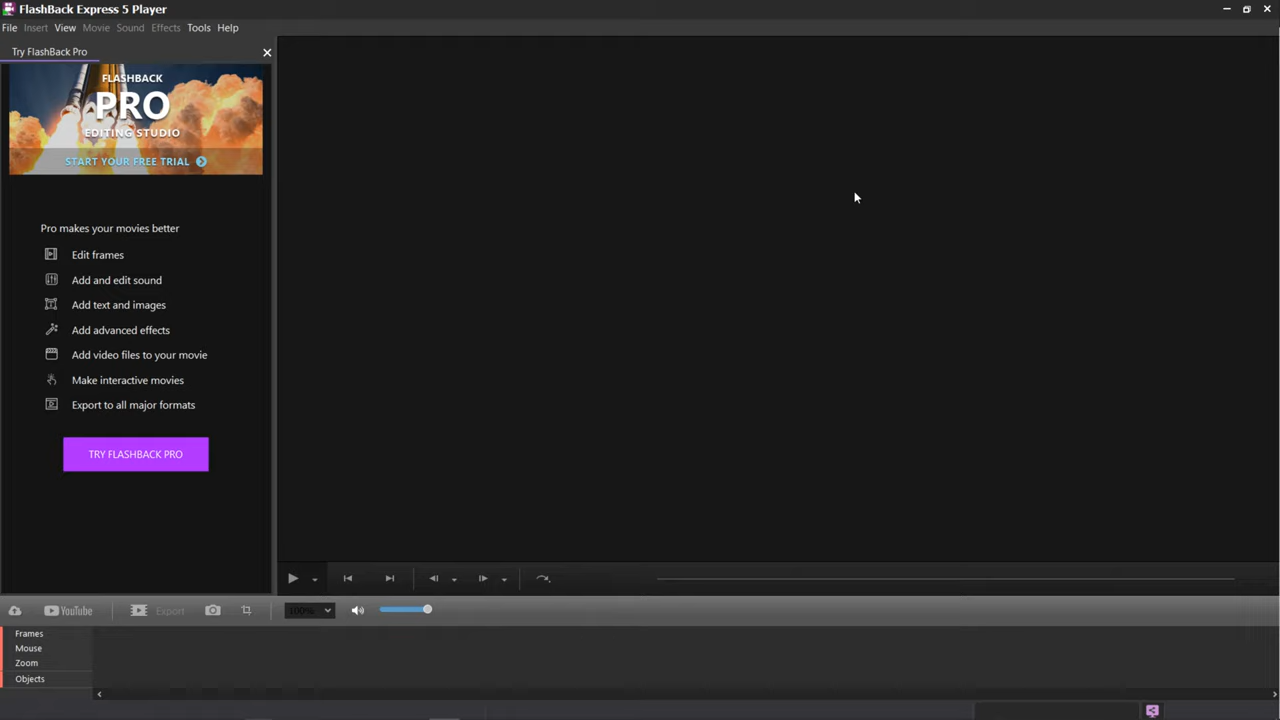 FlashBack Express 5 Player
File Insert View Movie Sound Effects Tools Help
Try FlashBack Pro
FLASHBACK
PRO
EDITING STUDIO
START YOUR FREE TRIAL
Pro makes your movies better
Edit frames
Add and edit sound
Add text and images
Add advanced effects
Add video files to your movie
Make interactive movies
Export to all major formats
TRY FLASHBACK PRO
YouTube Export 100%
Frames
Mouse
Zoom
Objects